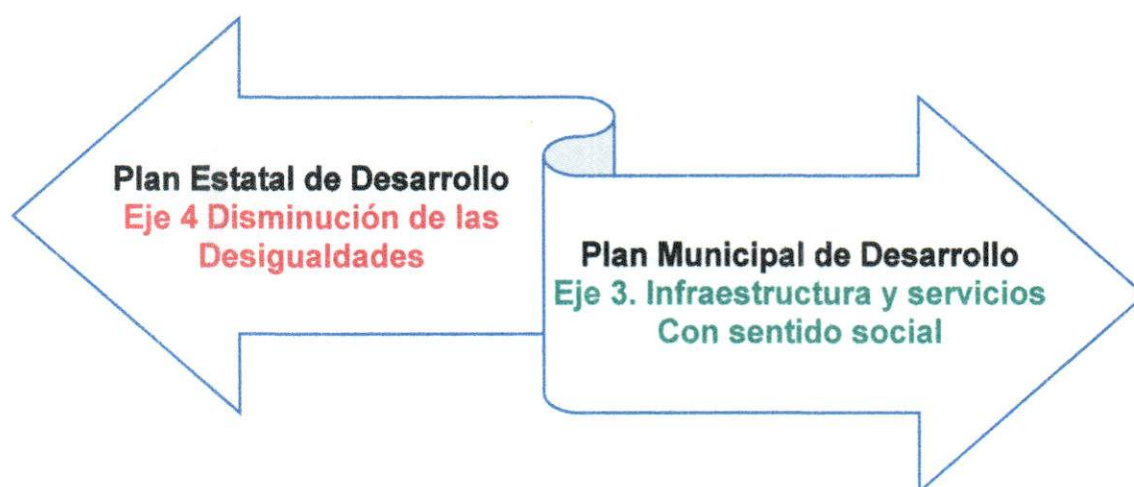 Plan Estatal de Desarrollo
Eje 4 Disminución de las
Desigualdades
Plan Municipal de Desarrollo
Eje 3. Infraestructura y servicios
Con sentido social